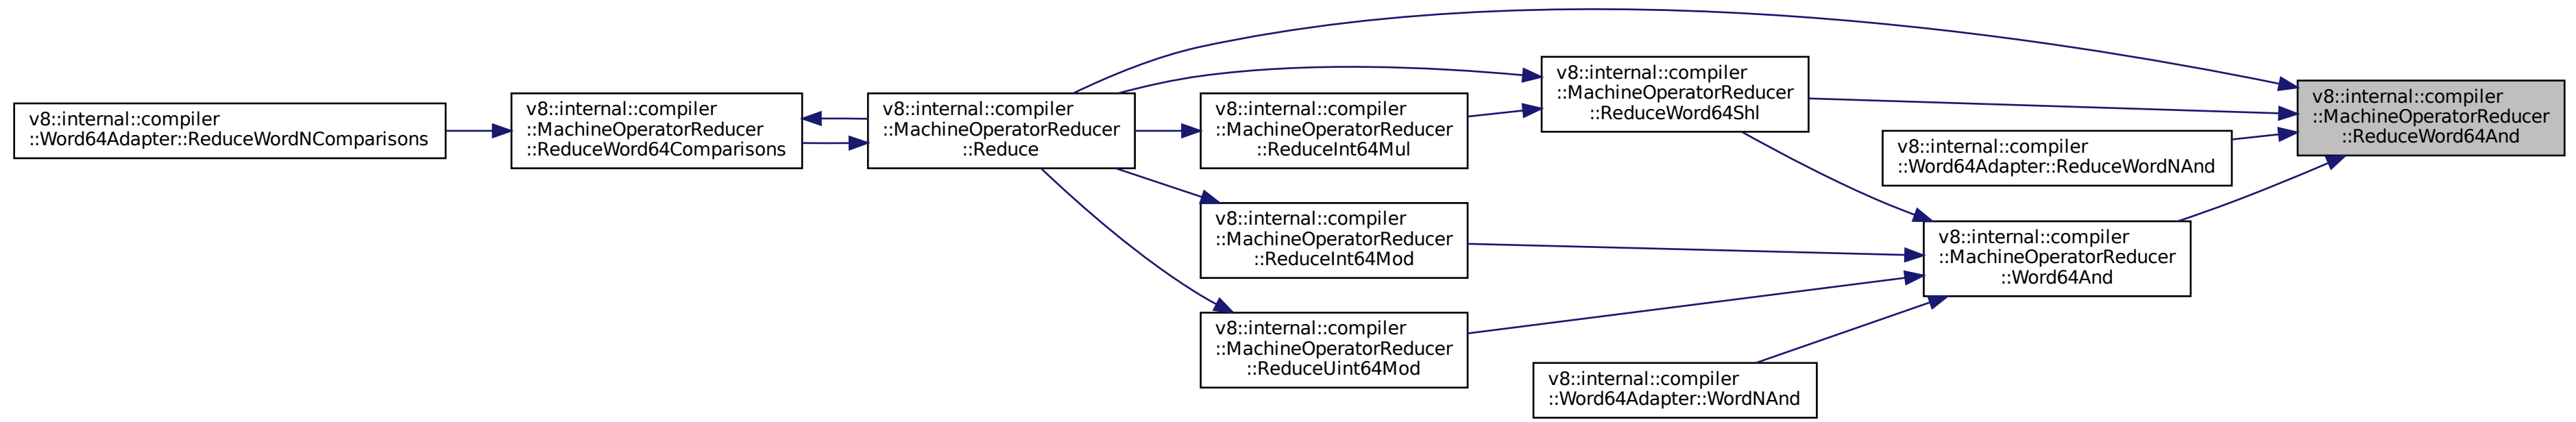 v8::internal::compiler
::Word64Adapter::ReduceWordNComparisons
v8::internal::compiler
::MachineOperatorReducer
::ReduceWord64Comparisons
v8::internal::compiler
::MachineOperatorReducer
::Reduce
v8::internal::compiler
::MachineOperatorReducer
::ReduceInt64Mul
v8::internal::compiler
::MachineOperatorReducer
::ReduceInt64Mod
v8::internal::compiler
::MachineOperatorReducer
::ReduceUint64Mod
v8::internal::compiler
::MachineOperatorReducer
::ReduceWord64Shl
v8::internal::compiler
::Word64Adapter::WordNAnd
v8::internal::compiler
::Word64Adapter::ReduceWordNAnd
v8::internal::compiler
::MachineOperatorReducer
::Word64And
v8::internal::compiler
::MachineOperatorReducer
::ReduceWord64And